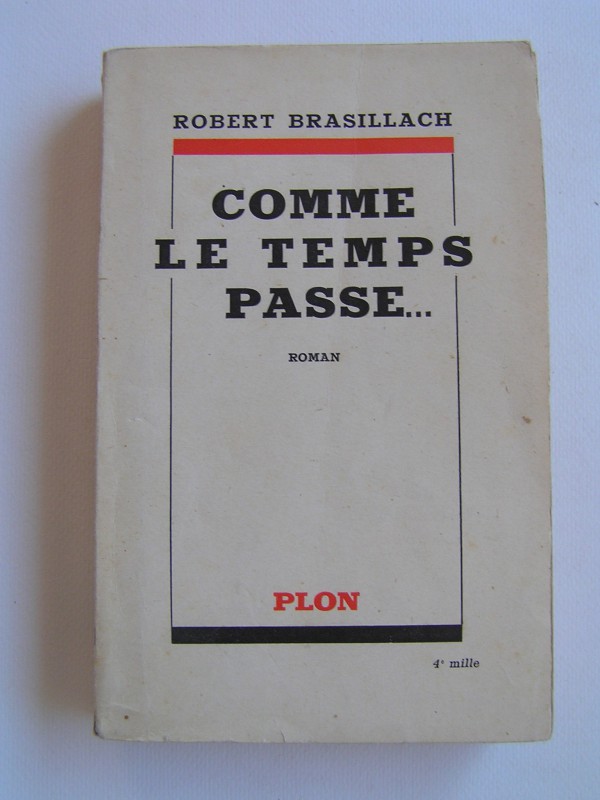 ROBERT BRASILLACH
COMME
LE TEMPS
PASSE...
ROMAN
PLON
4e mille